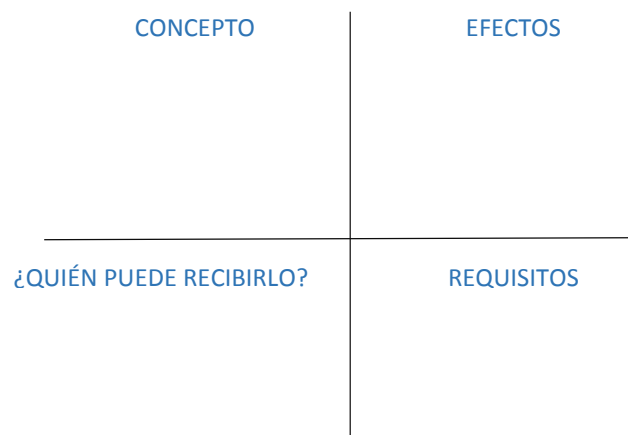 CONCEPTO
EFECTOS
¿QUIÉN PUEDE RECIBIRLO?
REQUISITOS